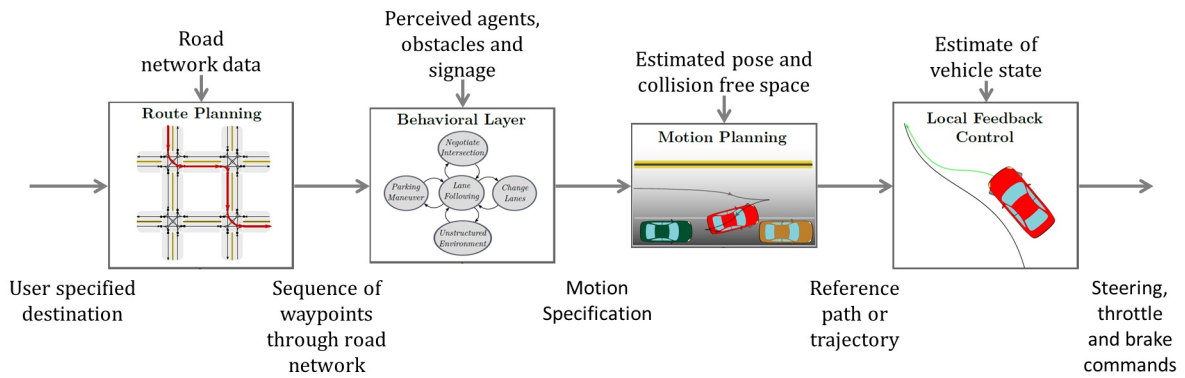 Road
network data
Perceived agents,
obstacles and
signage
Estimated pose and
collision free space
Estimate of
vehicle state
Route Planning
Behavioral Layer
Negotiate
Intersection
Parking
Maneuver
Lane
Following
Change
Lanes
Unstructured
Environment
Motion Planning
Local Feedback
Control
User specified
destination
Sequence of
waypoints
through road
network
Motion
Specification
Reference
path or
trajectory
Steering,
throttle
and brake
commands